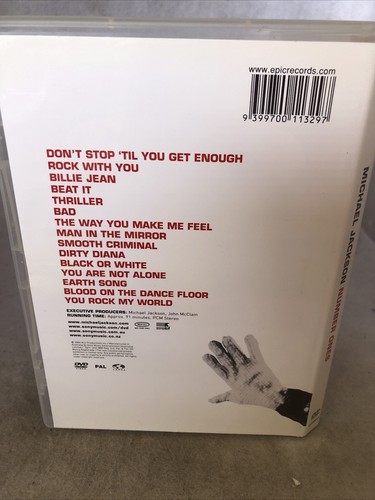 www.epicrecords.com
9 399700 113297
DON'T STOP 'TIL YOU GET ENOUGH
ROCK WITH YOU
BILLIE JEAN
BEAT IT
THRILLER
BAD
THE WAY YOU MAKE ME FEEL
MAN IN THE MIRROR
SMOOTH CRIMINAL
DIRTY DIANA
BLACK OR WHITE
YOU ARE NOT ALONE
EARTH SONG
BLOOD ON THE DANCE FLOOR
YOU ROCK MY WORLD
EXECUTIVE PRODUCERS: Michael Jackson, John McClain
RUNNING TIME: Approx. 91 minutes. PCM Stereo
www.michaeljackson.com
www.sonymusic.com/dvd
www.sonymusic.com.au
www.sonymusic.co.nz
DVD
PAL
MICHAEL JACKSON NUMBER ONES